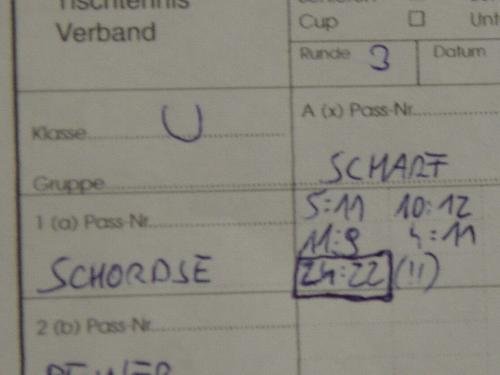 Tischtennis
Verband
Cup ☐ Unt
Runde 3 Datum
Klasse U
Gruppe
A (x) Pass-Nr.
SCHARF
1 (a) Pass-Nr.
SCHORDSE
5:11 10:12
11:9 4:11
24:22 (!!)
2 (b) Pass-Nr.